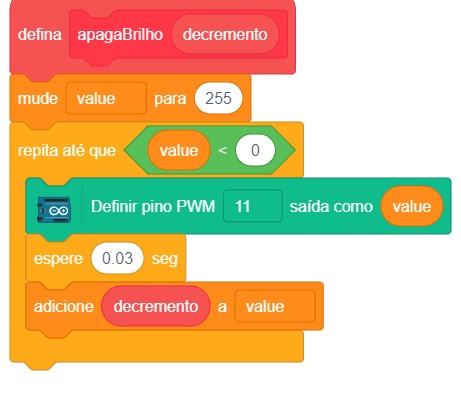 defina apagaBrilho decremento
mude value para 255
repita até que value < 0
Definir pino PWM 11 saída como value
espere 0.03 seg
adicione decremento a value